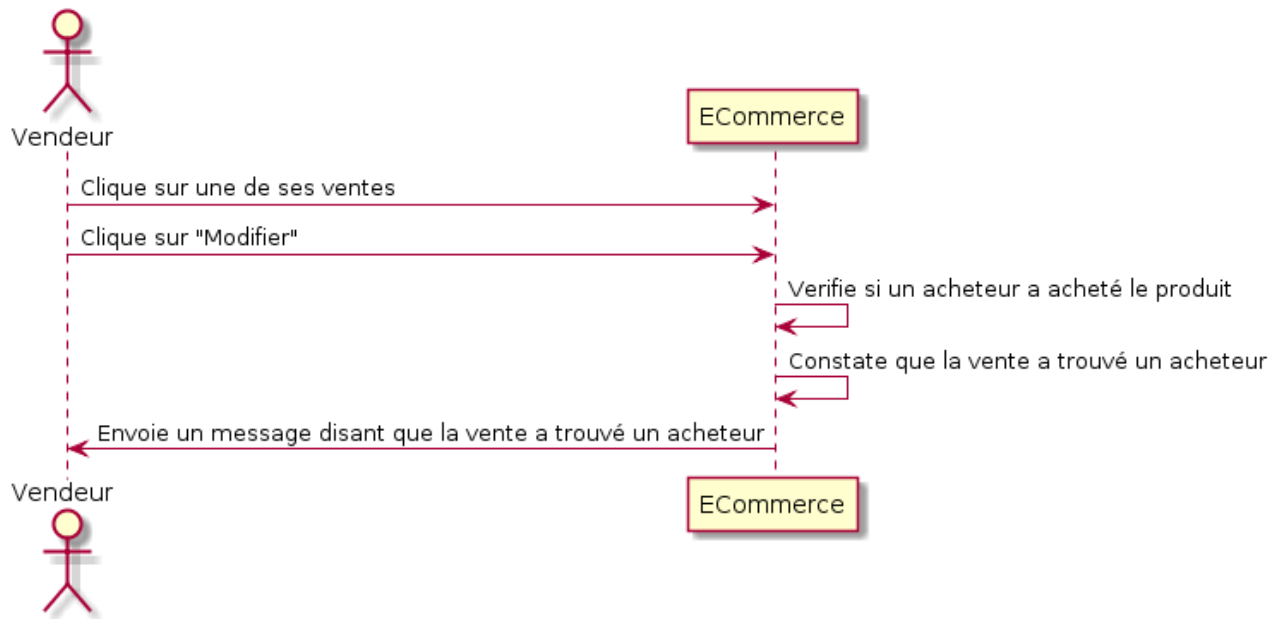 Vendeur
ECommerce
Clique sur une de ses ventes
Clique sur "Modifier"
Verifie si un acheteur a acheté le produit
Constate que la vente a trouvé un acheteur
Envoie un message disant que la vente a trouvé un acheteur
Vendeur
ECommerce